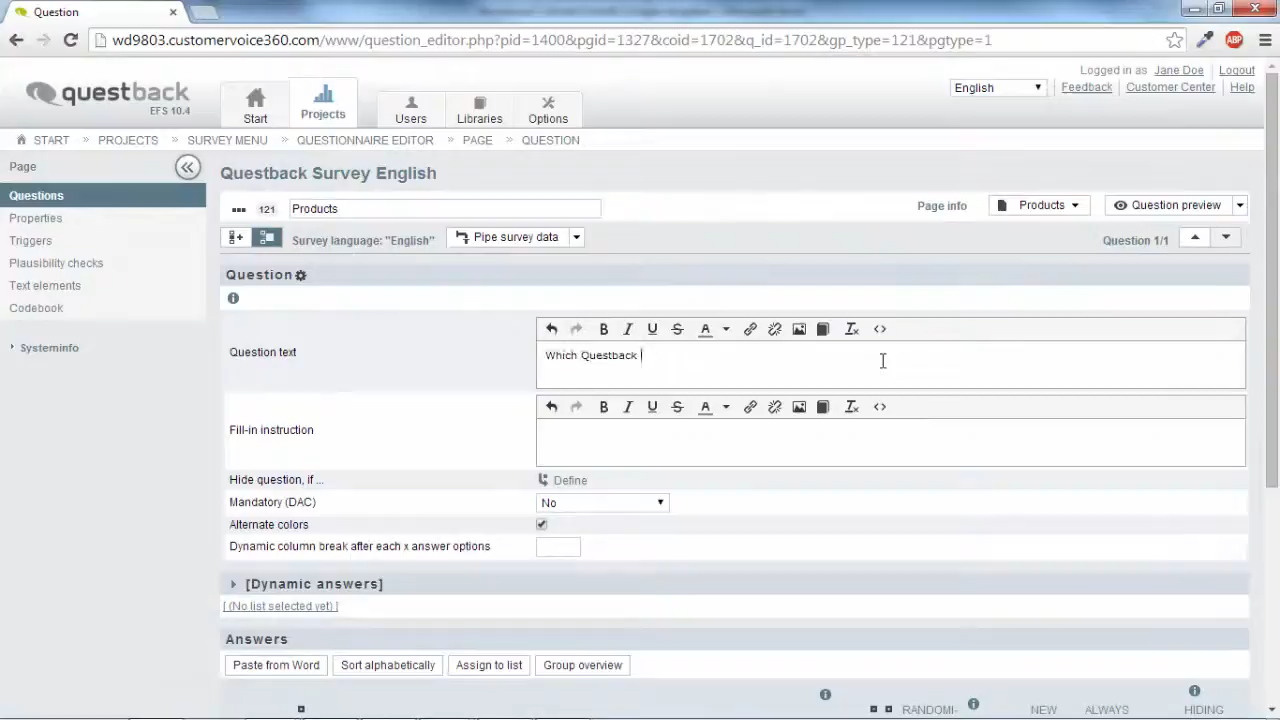 Question
wd9803.customervoice360.com/www/question_editor.php?pid=1400&pgid=1327&coid=1702&q_id=1702&gp_type=121&pgtype=1
ABP
Logged in as Jane Doe Logout
English Feedback Customer Center Help
questback
EFS 10.4
Start Projects Users Libraries Options
START » PROJECTS » SURVEY MENU » QUESTIONNAIRE EDITOR » PAGE » QUESTION
Page
Questions
Properties
Triggers
Plausibility checks
Text elements
Codebook
Systeminfo
Questback Survey English
121 Products Page info Products Question preview
Survey language: "English" Pipe survey data Question 1/1
Question
Question text
Which Questback
Fill-in instruction
Hide question, if ... Define
Mandatory (DAC) No
Alternate colors
Dynamic column break after each x answer options
[Dynamic answers]
[ (No list selected yet) ]
Answers
Paste from Word Sort alphabetically Assign to list Group overview
RANDOMI- NEW ALWAYS HIDING